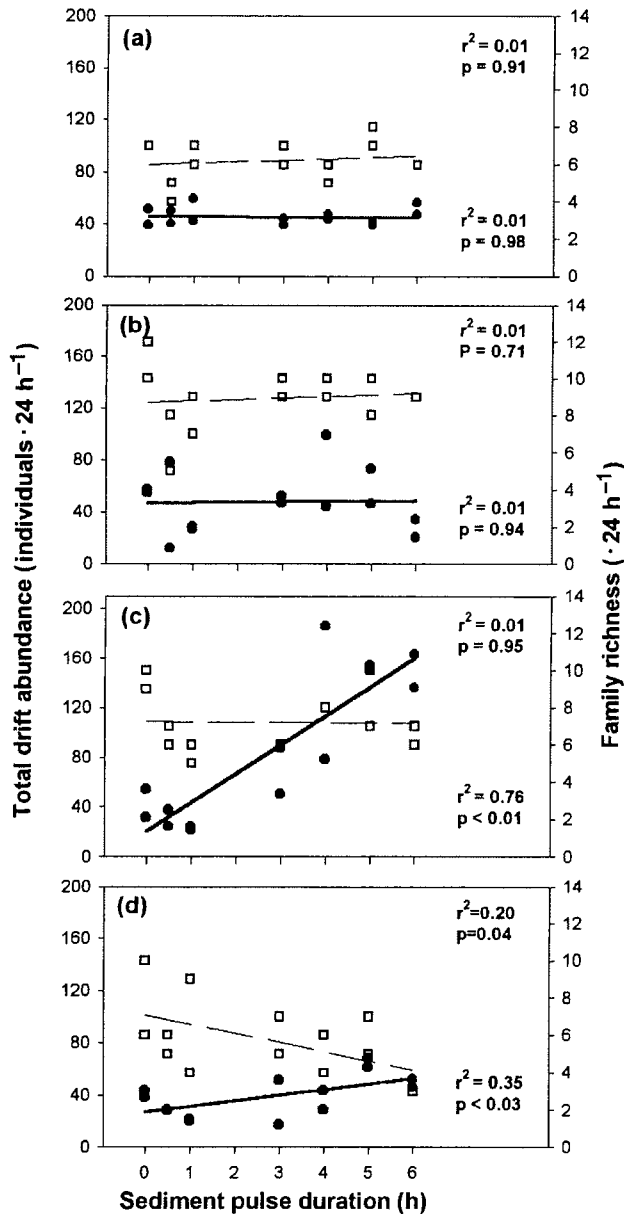 Total drift abundance (individuals · 24 h⁻¹)
Family richness (· 24 h⁻¹)
(a)
200
160
120
80
40
0
14
12
10
8
6
4
2
0
r² = 0.01
p = 0.91
r² = 0.01
p = 0.98
(b)
200
160
120
80
40
0
14
12
10
8
6
4
2
0
r² = 0.01
P = 0.71
r² = 0.01
p = 0.94
(c)
200
160
120
80
40
0
14
12
10
8
6
4
2
0
r² = 0.01
p = 0.95
r² = 0.76
p < 0.01
(d)
200
160
120
80
40
0
14
12
10
8
6
4
2
0
r²=0.20
p=0.04
r² = 0.35
p < 0.03
0 1 2 3 4 5 6
Sediment pulse duration (h)